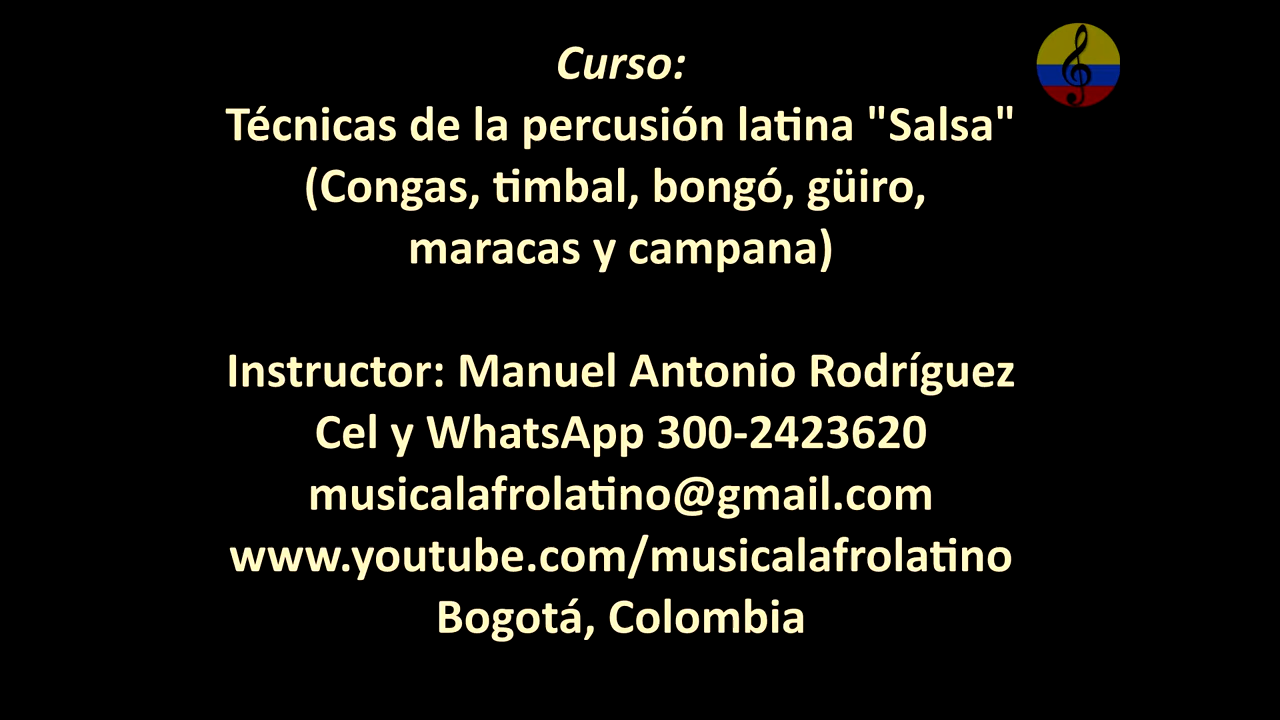 Curso:
Técnicas de la percusión latina "Salsa"
(Congas, timbal, bongó, güiro,
maracas y campana)
Instructor: Manuel Antonio Rodríguez
Cel y WhatsApp 300-2423620
musicalafrolatino@gmail.com
www.youtube.com/musicalafrolatino
Bogotá, Colombia